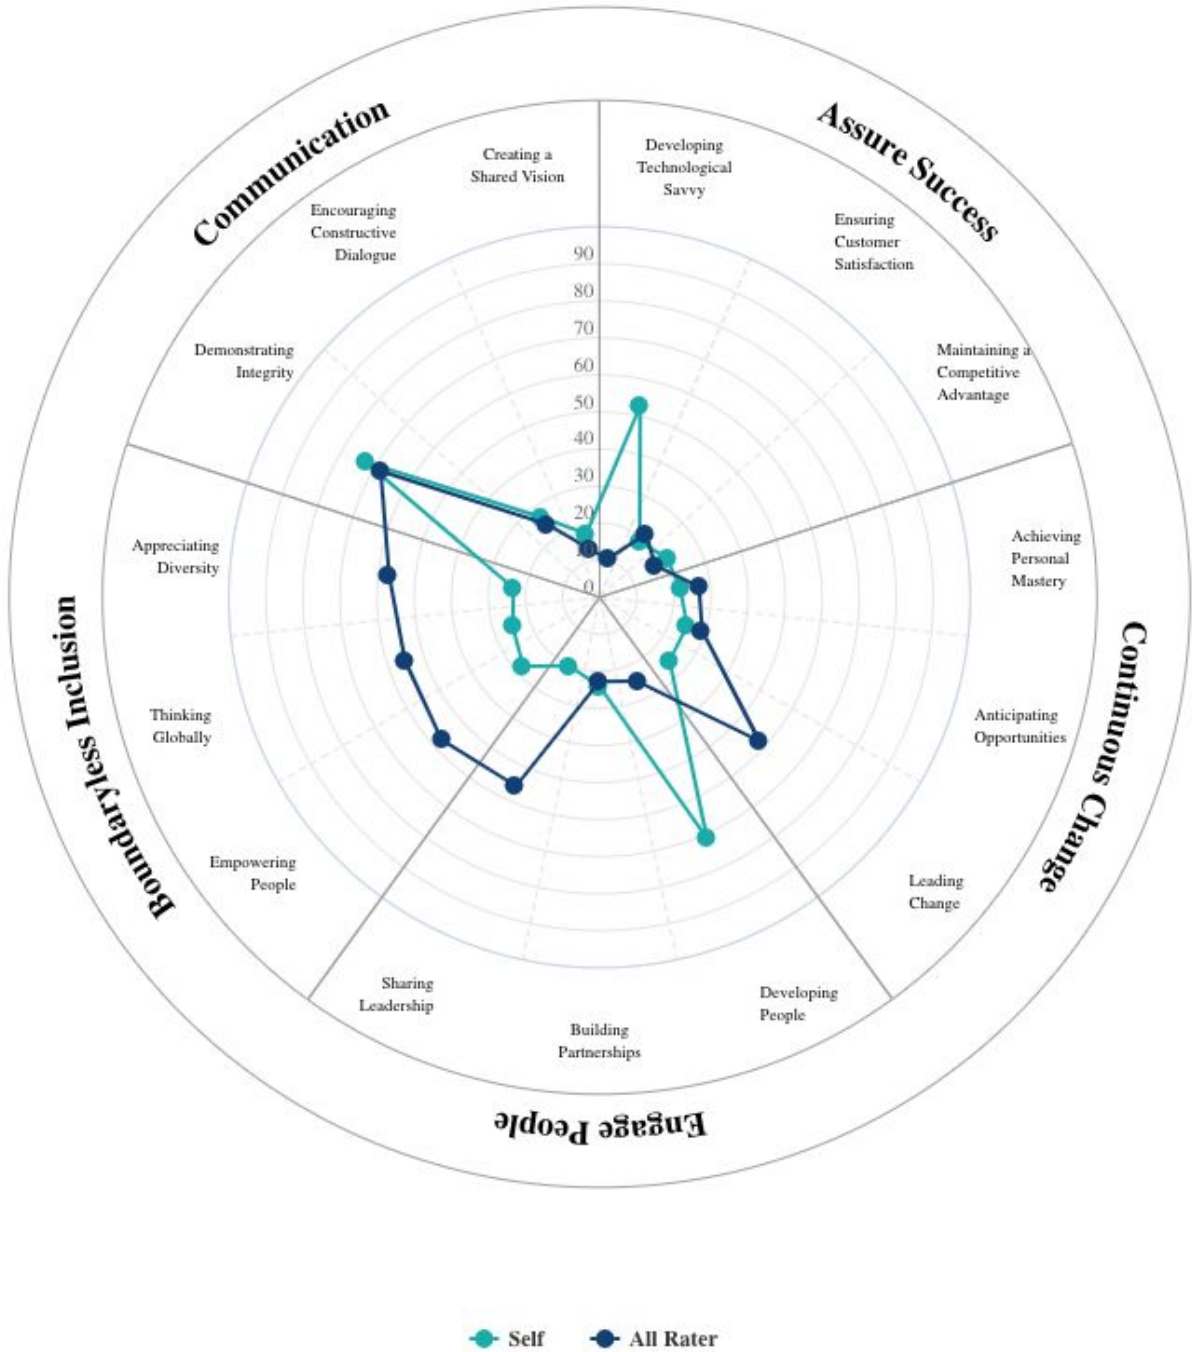 Communication
Assure Success
Creating a
Shared Vision
Developing
Technological
Savvy
Encouraging
Constructive
Dialogue
Ensuring
Customer
Satisfaction
Demonstrating
Integrity
Maintaining a
Competitive
Advantage
90
80
70
60
50
40
30
20
10
0
Appreciating
Diversity
Achieving
Personal
Mastery
Boundaryless Inclusion
Continuous Change
Thinking
Globally
Anticipating
Opportunities
Empowering
People
Leading
Change
Sharing
Leadership
Developing
People
Building
Partnerships
Engage People
Self
All Rater